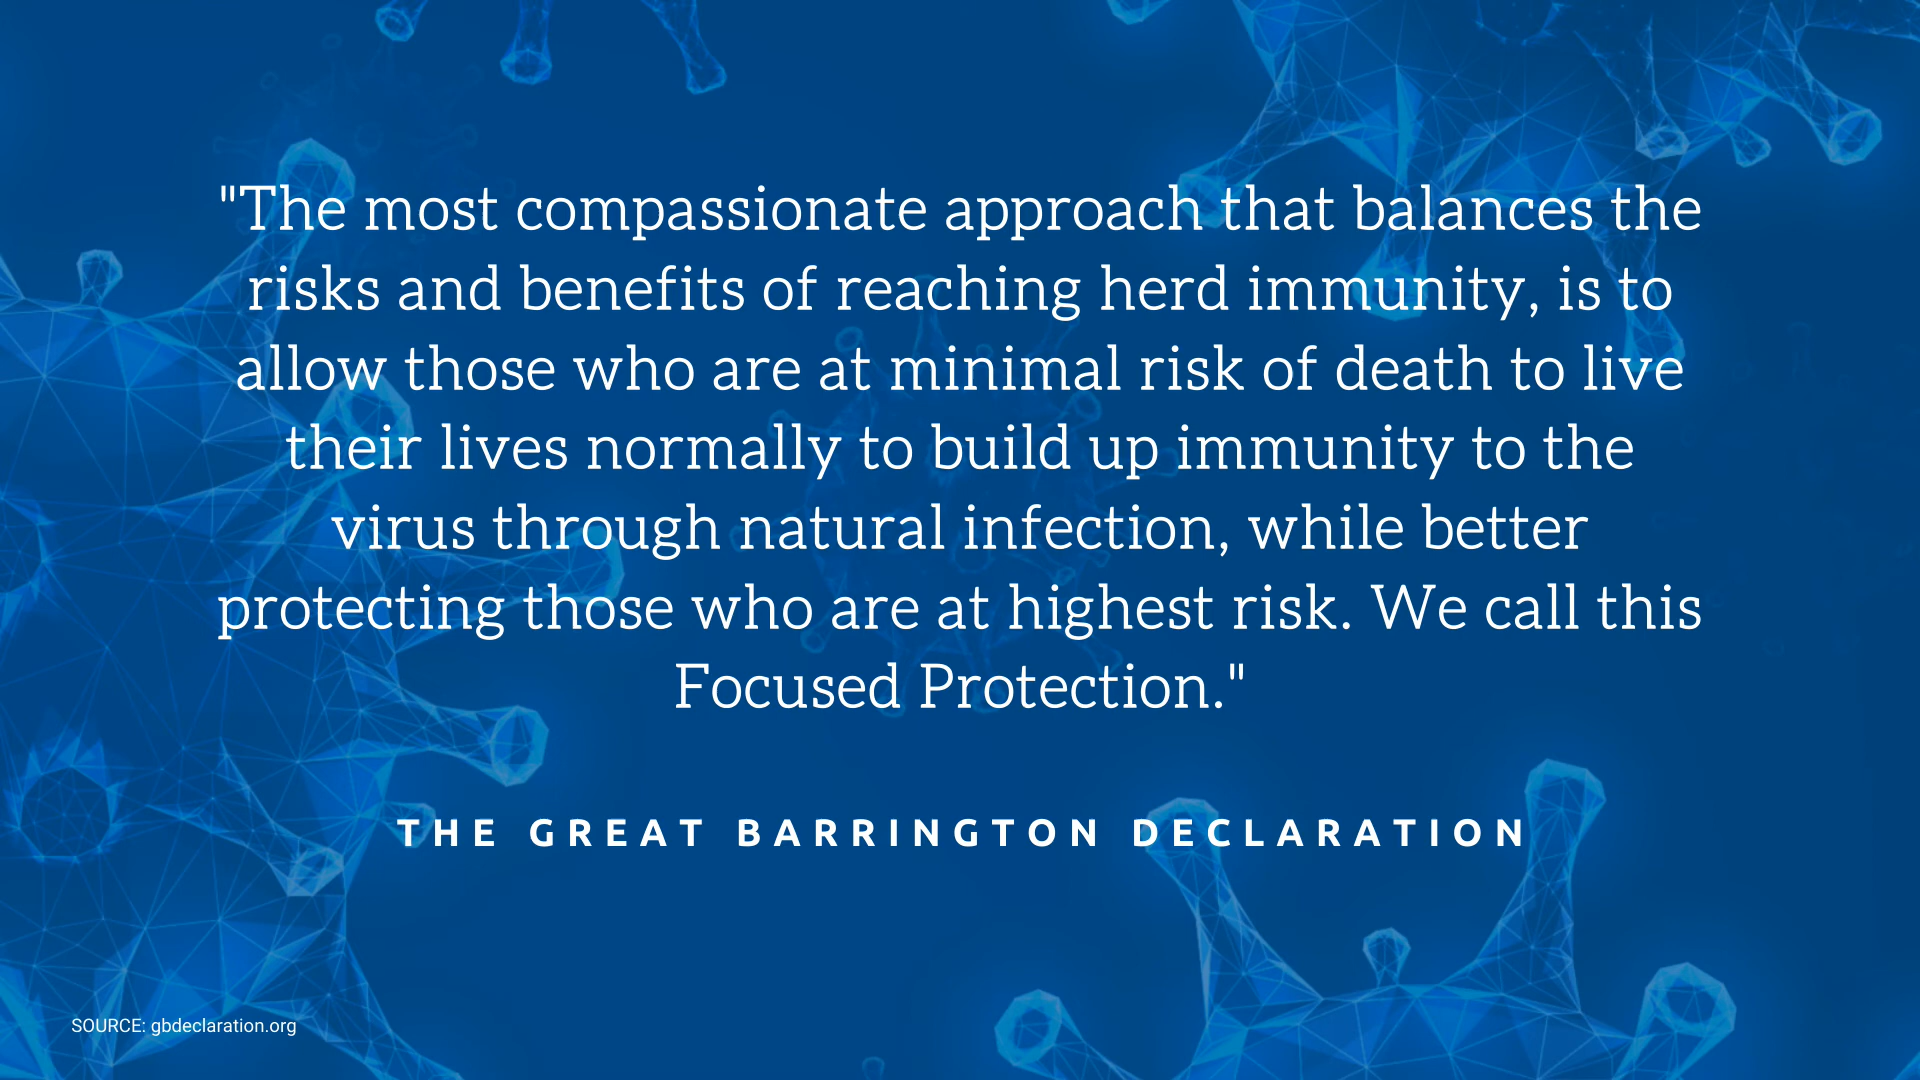 "The most compassionate approach that balances the
risks and benefits of reaching herd immunity, is to
allow those who are at minimal risk of death to live
their lives normally to build up immunity to the
virus through natural infection, while better
protecting those who are at highest risk. We call this
Focused Protection."
THE GREAT BARRINGTON DECLARATION
SOURCE: gbdeclaration.org